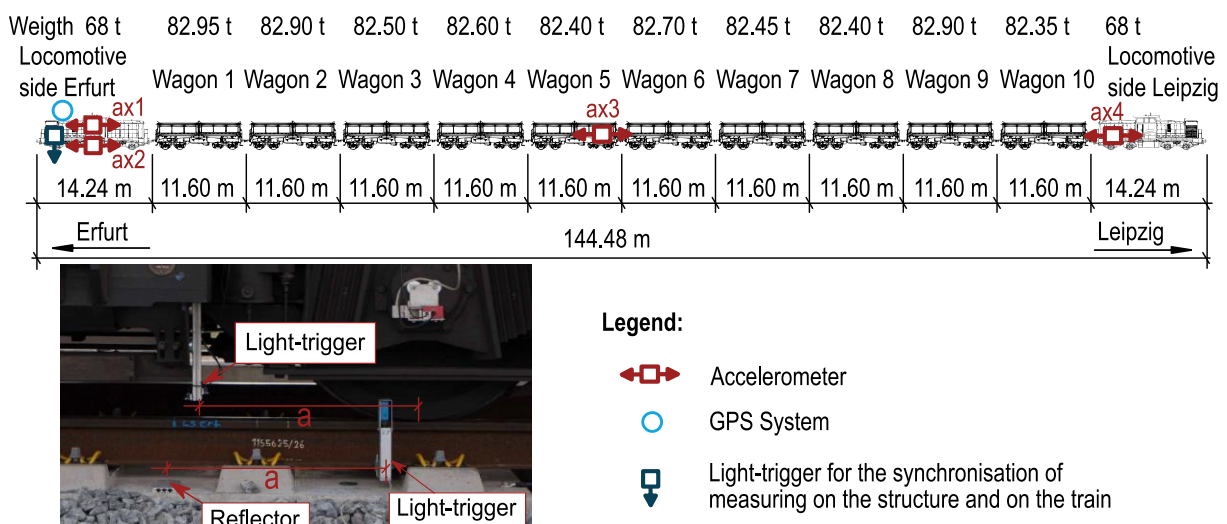 Weigth 68 t 82.95 t 82.90 t 82.50 t 82.60 t 82.40 t 82.70 t 82.45 t 82.40 t 82.90 t 82.35 t 68 t
Locomotive side Erfurt Wagon 1 Wagon 2 Wagon 3 Wagon 4 Wagon 5 Wagon 6 Wagon 7 Wagon 8 Wagon 9 Wagon 10 Locomotive side Leipzig
ax1 ax3 ax4
ax2
14.24 m 11.60 m 11.60 m 11.60 m 11.60 m 11.60 m 11.60 m 11.60 m 11.60 m 11.60 m 11.60 m 14.24 m
Erfurt 144.48 m Leipzig
Light-trigger
a
1155625/26
a
Reflector
Light-trigger
Legend:
Accelerometer
GPS System
Light-trigger for the synchronisation of
measuring on the structure and on the train